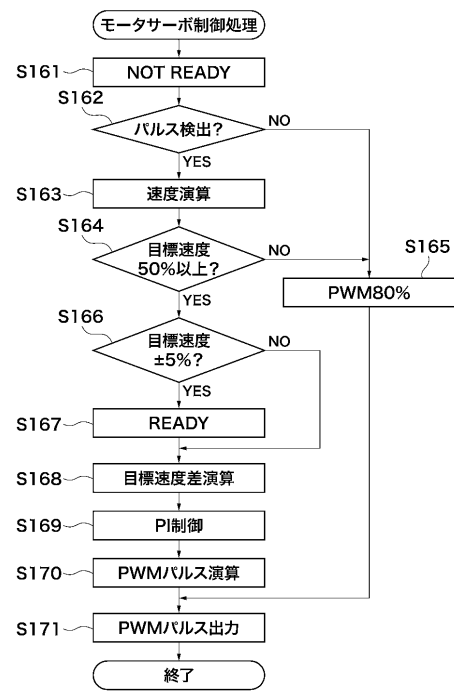 モータサーボ制御処理
S161
NOT READY
S162
パルス検出?
NO
YES
S163
速度演算
S164
目標速度
50%以上?
NO
YES
S165
PWM80%
S166
目標速度
±5%?
NO
YES
S167
READY
S168
目標速度差演算
S169
PI制御
S170
PWMパルス演算
S171
PWMパルス出力
終了